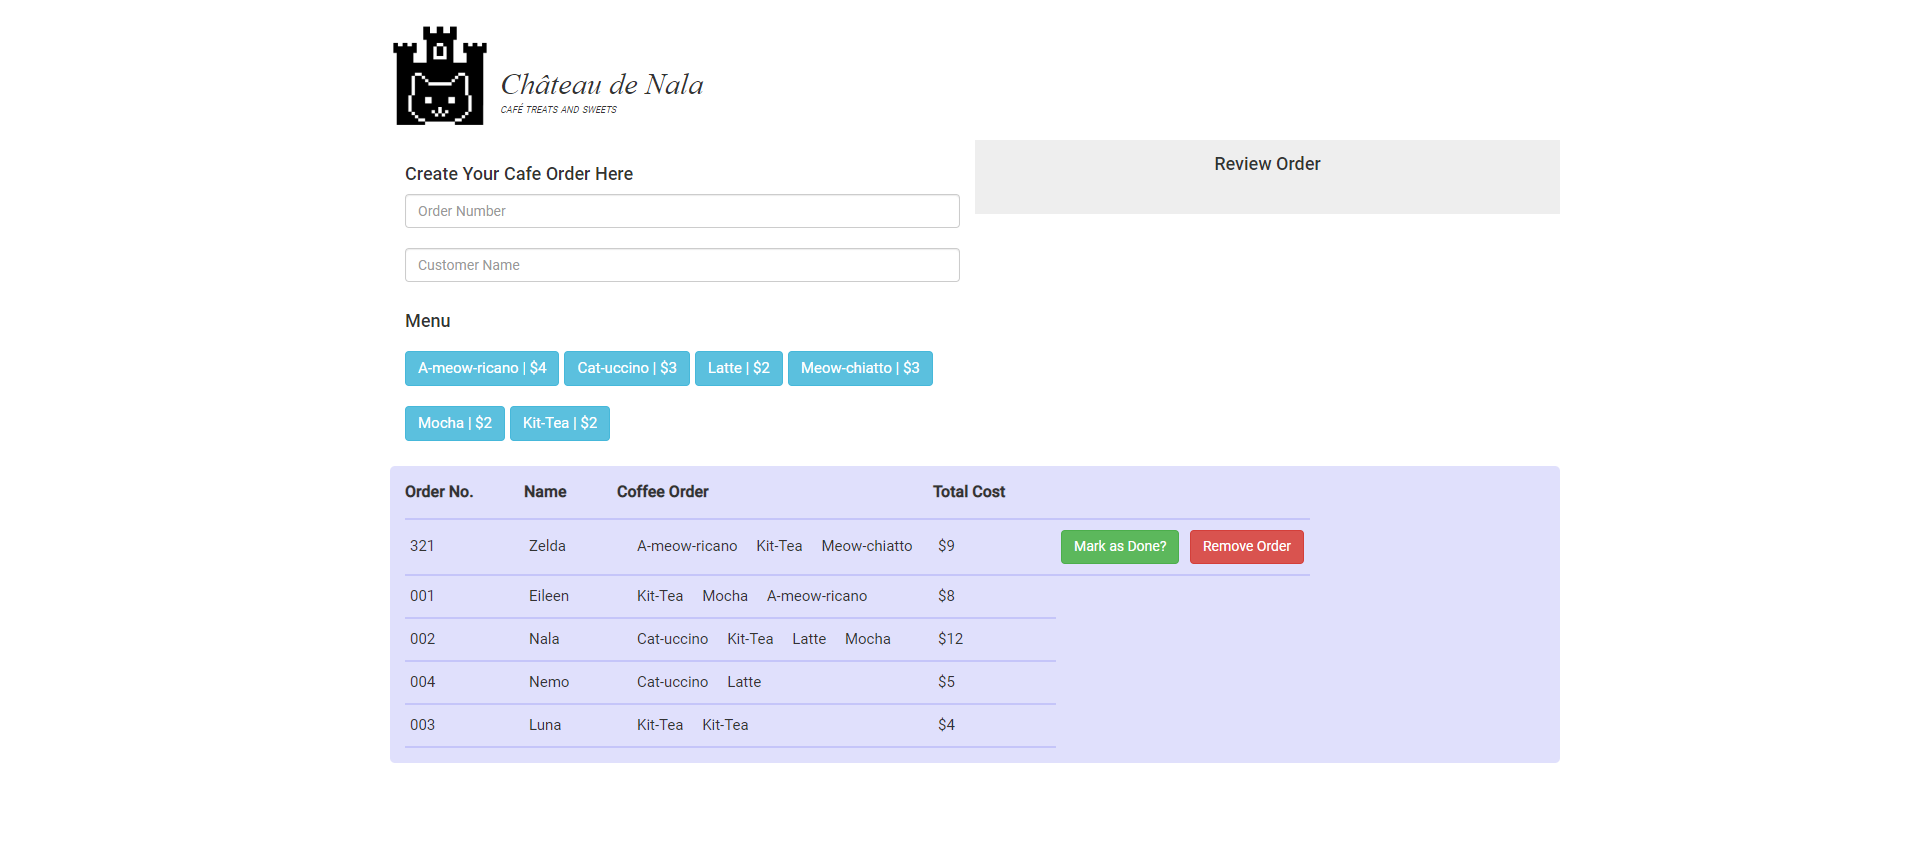 Château de Nala
CAFÉ TREATS AND SWEETS
Create Your Cafe Order Here
Order Number
Customer Name
Menu
A-meow-ricano | $4 Cat-uccino | $3 Latte | $2 Meow-chiatto | $3
Mocha | $2 Kit-Tea | $2
Review Order
Order No. Name Coffee Order Total Cost
321 Zelda A-meow-ricano Kit-Tea Meow-chiatto $9 Mark as Done? Remove Order
001 Eileen Kit-Tea Mocha A-meow-ricano $8
002 Nala Cat-uccino Kit-Tea Latte Mocha $12
004 Nemo Cat-uccino Latte $5
003 Luna Kit-Tea Kit-Tea $4